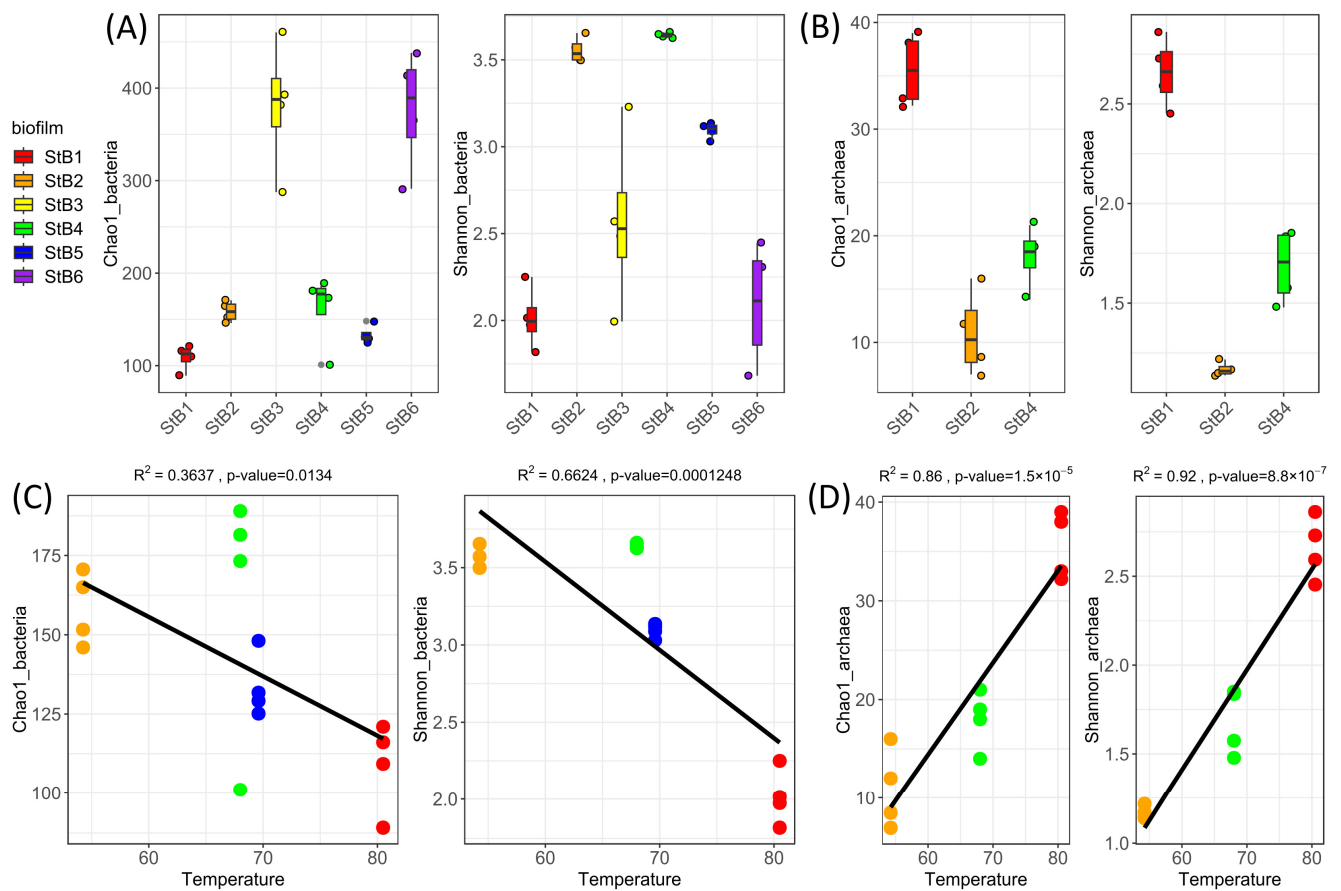 (A)
(B)
biofilm
StB1
StB2
StB3
StB4
StB5
StB6
Chao1_bacteria
400
300
200
100
StB1 StB2 StB3 StB4 StB5 StB6
Shannon_bacteria
3.5
3.0
2.5
2.0
StB1 StB2 StB3 StB4 StB5 StB6
Chao1_archaea
40
30
20
10
StB1 StB2 StB4
Shannon_archaea
2.5
2.0
1.5
StB1 StB2 StB4
(C)
R² = 0.3637 , p-value=0.0134
Chao1_bacteria
175
150
125
100
60 70 80
Temperature
R² = 0.6624 , p-value=0.0001248
Shannon_bacteria
3.5
3.0
2.5
2.0
60 70 80
Temperature
(D)
R² = 0.86 , p-value=1.5×10⁻⁵
Chao1_archaea
40
30
20
10
60 70 80
Temperature
R² = 0.92 , p-value=8.8×10⁻⁷
Shannon_archaea
2.5
2.0
1.5
1.0
60 70 80
Temperature